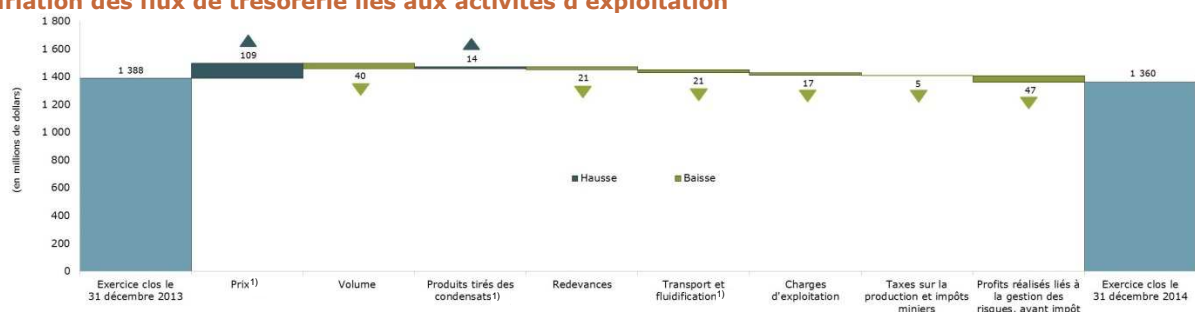 riation des flux de trésorerie liés aux activités d'exploitation
(en millions de dollars)
1 800
1 600
1 400
1 200
1 000
800
600
400
200
0
1 388
109
40
14
21
21
17
5
47
1 360
Hausse
Baisse
Exercice clos le
31 décembre 2013
Prix1)
Volume
Produits tirés des
condensats1)
Redevances
Transport et
fluidification1)
Charges
d'exploitation
Taxes sur la
production et impôts
miniers
Profits réalisés liés à
la gestion des
risques, avant impôt
Exercice clos le
31 décembre 2014